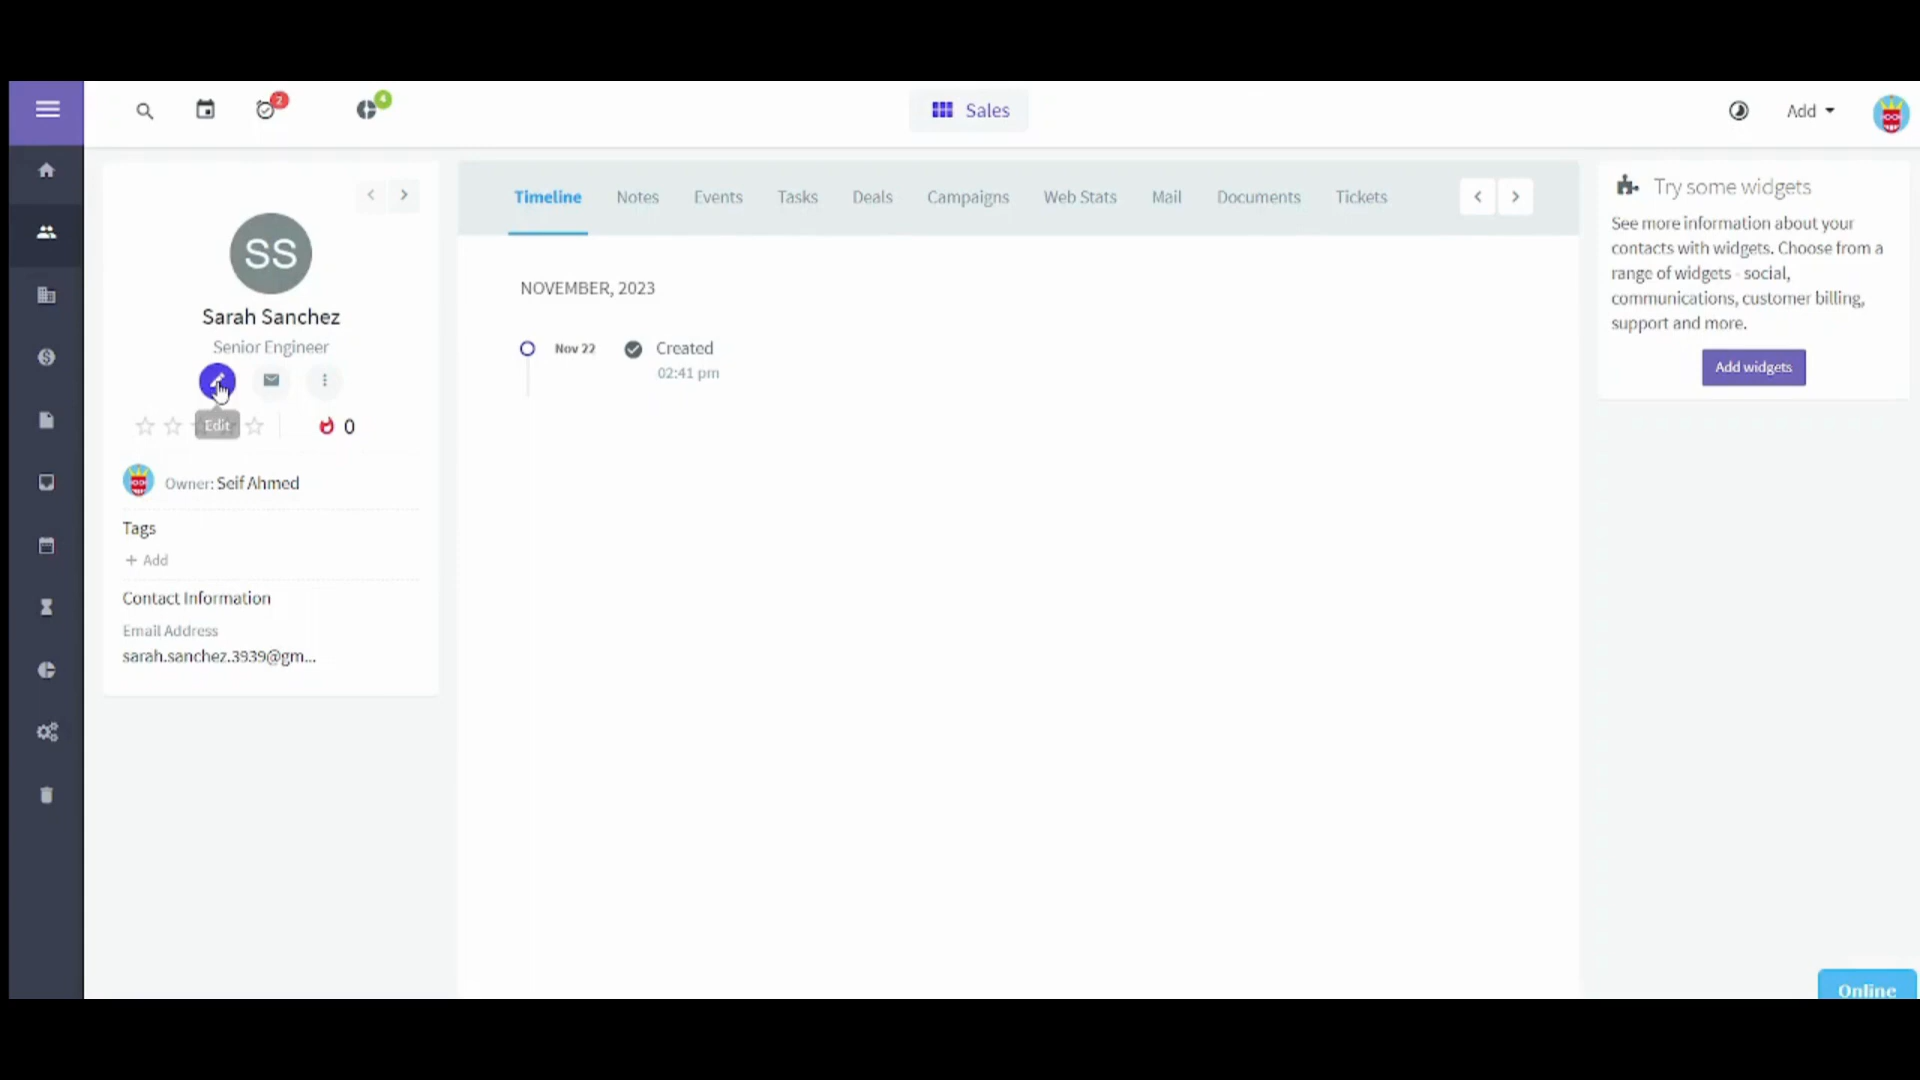 2
4
Sales
Add
SS
Sarah Sanchez
Senior Engineer
Edit
0
Owner: Seif Ahmed
Tags
+ Add
Contact Information
Email Address
sarah.sanchez.3939@gm...
Timeline
Notes
Events
Tasks
Deals
Campaigns
Web Stats
Mail
Documents
Tickets
NOVEMBER, 2023
Nov 22
Created
02:41 pm
Try some widgets
See more information about your
contacts with widgets. Choose from a
range of widgets - social,
communications, customer billing,
support and more.
Add widgets
Online